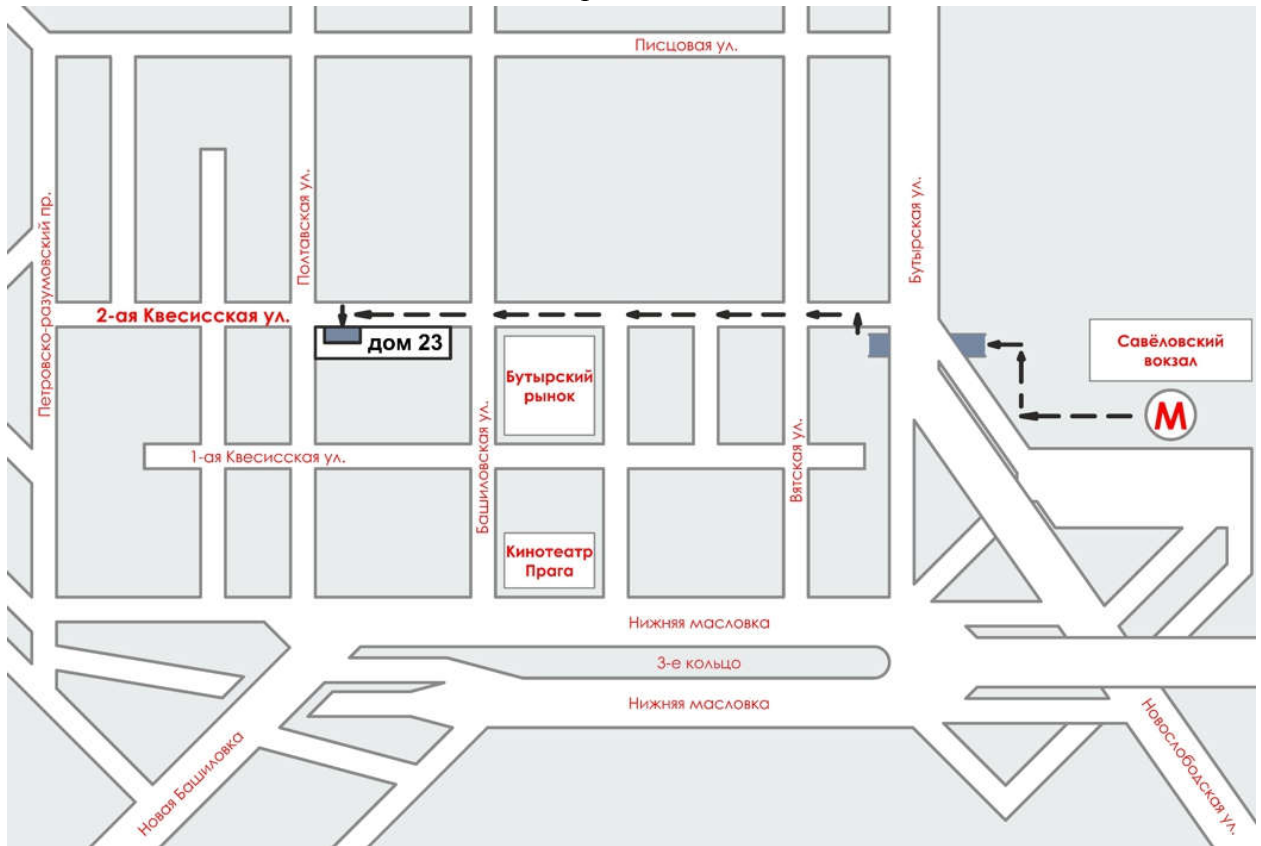 Писцовая ул.
Петровско-разумовский пр.
Полтавская ул.
Бутырская ул.
2-ая Квесисская ул.
дом 23
Савёловский
вокзал
М
Бутырский
рынок
Башиловская ул.
Вятская ул.
1-ая Квесисская ул.
Кинотеатр
Прага
Нижняя масловка
3-е кольцо
Нижняя масловка
Новая Башиловка
Новослободская ул.